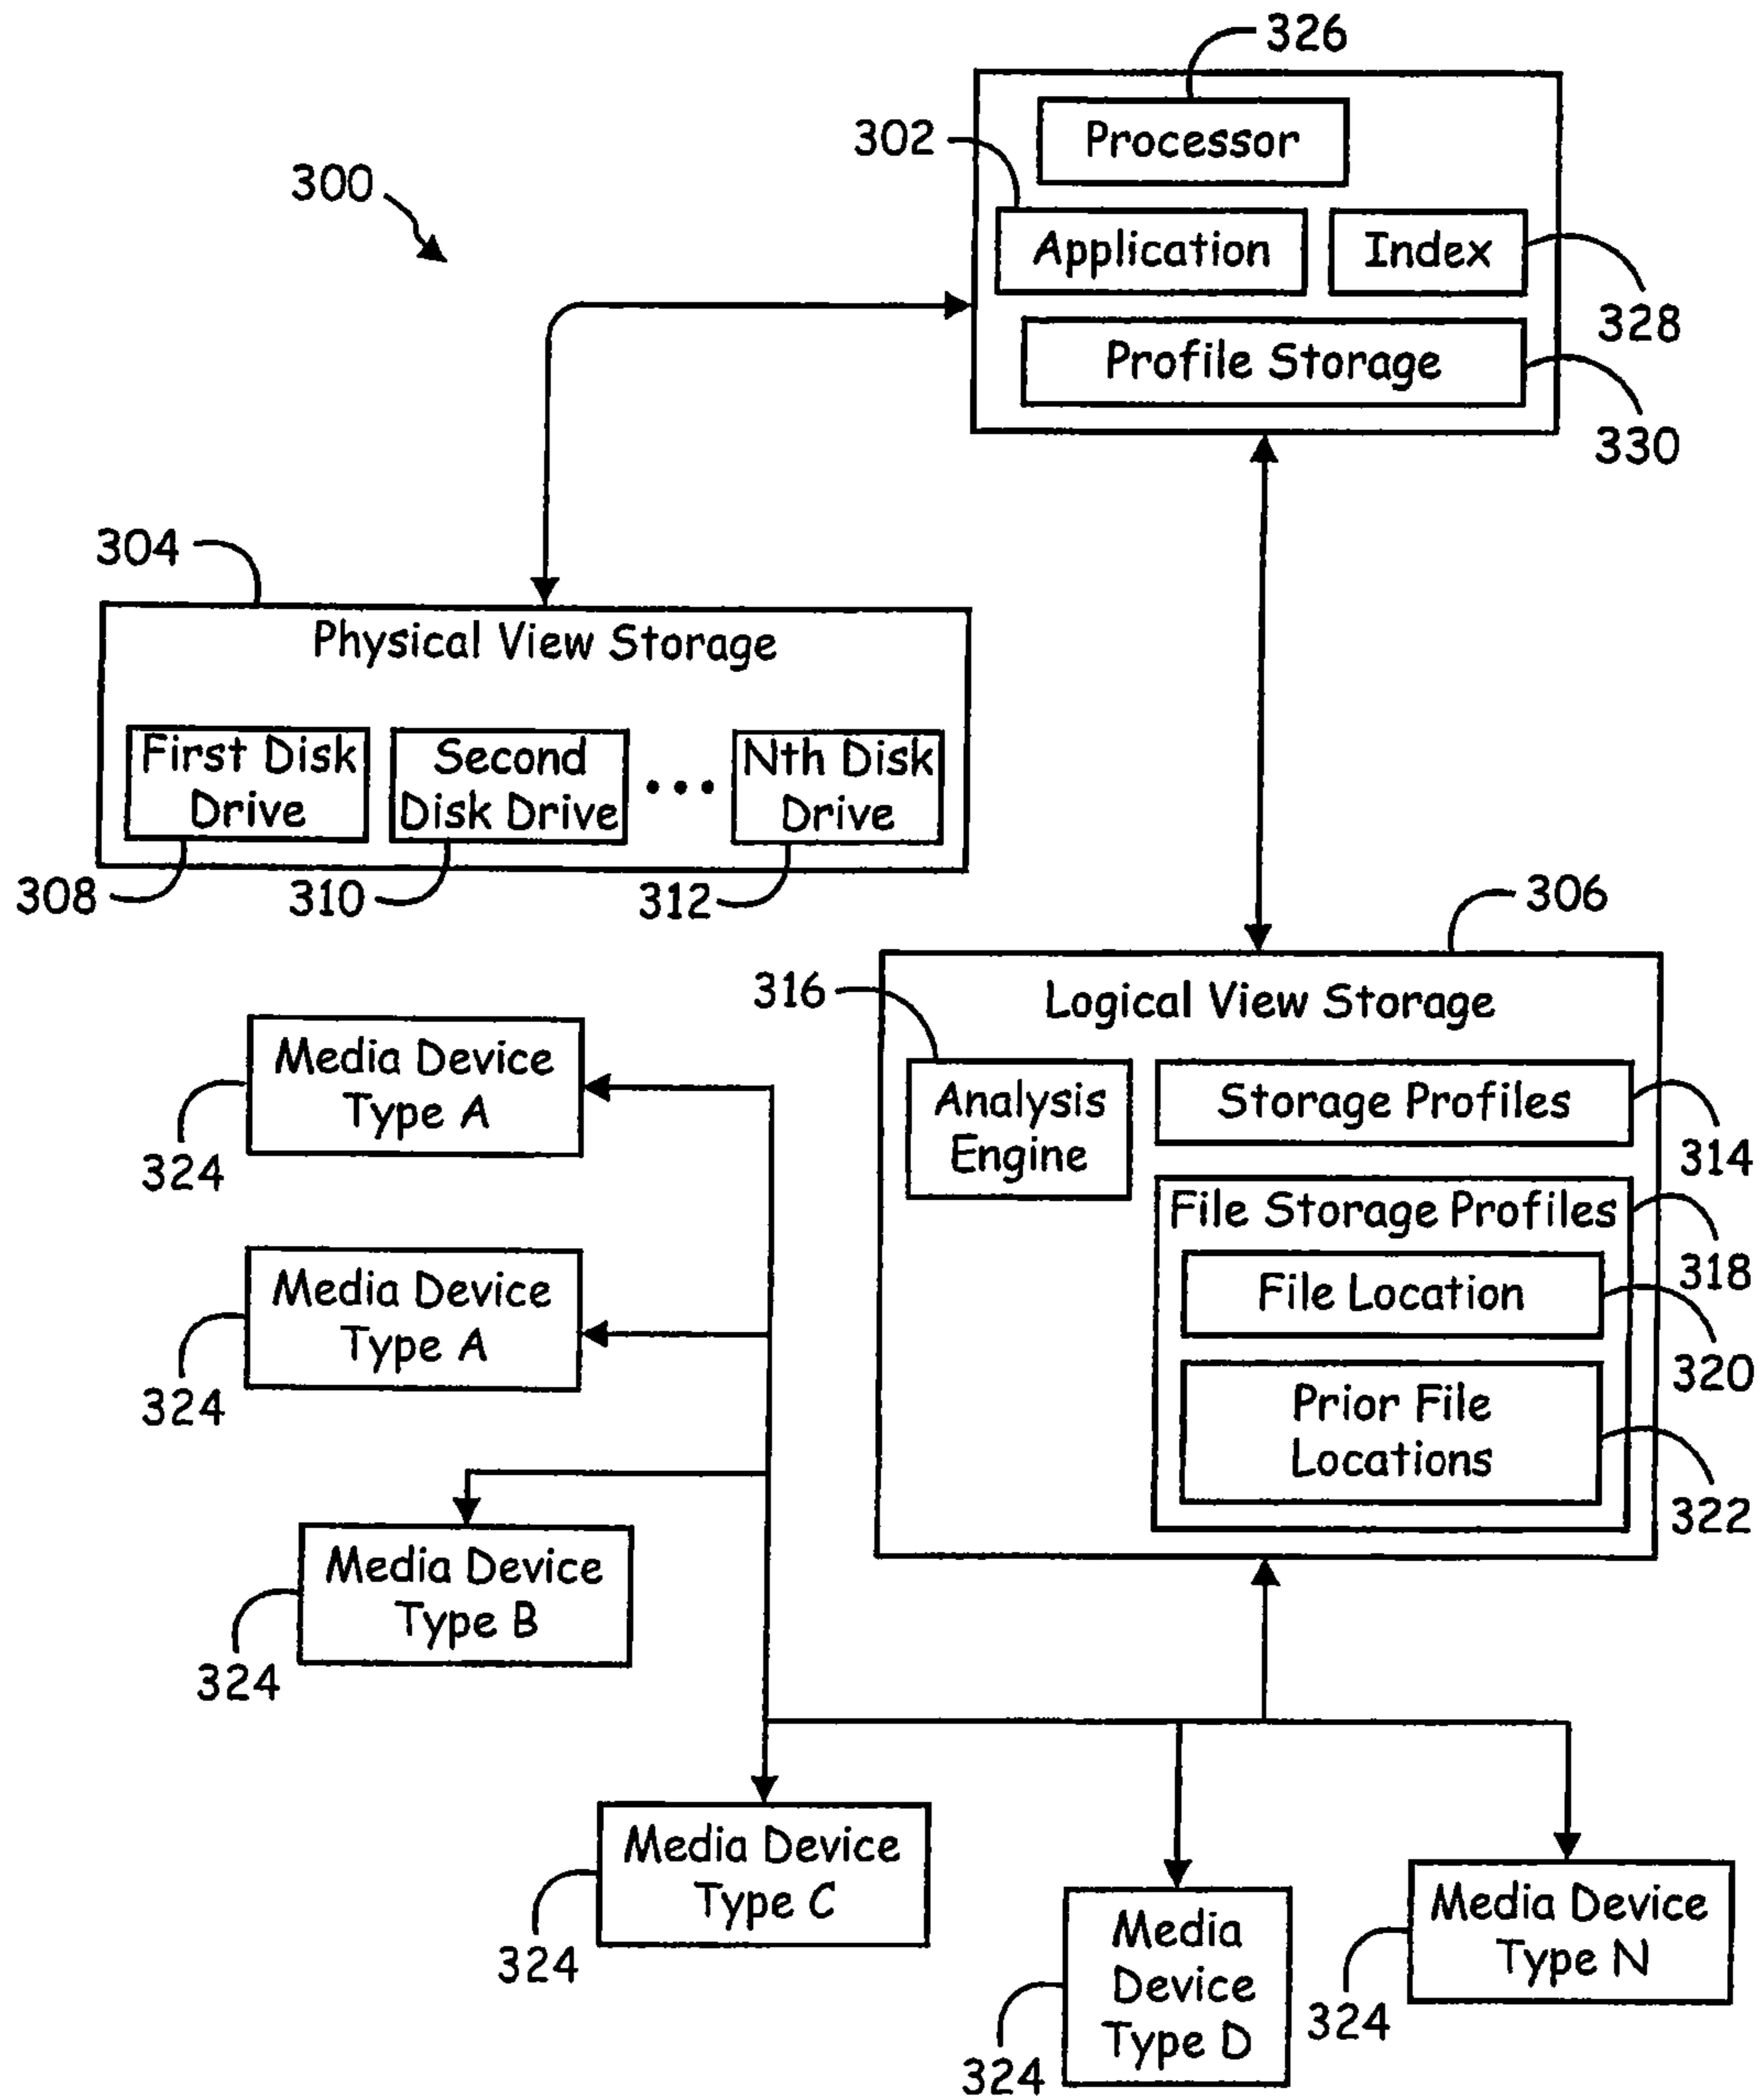 326
Processor
302
300
Application
Index
328
Profile Storage
330
304
Physical View Storage
First Disk
Drive
Second
Disk Drive
• • •
Nth Disk
Drive
308
310
312
306
316
Logical View Storage
Analysis
Engine
Storage Profiles
314
File Storage Profiles
318
File Location
320
Prior File
Locations
322
Media Device
Type A
324
Media Device
Type A
324
Media Device
Type B
324
Media Device
Type C
324
Media
Device
Type D
324
Media Device
Type N
324